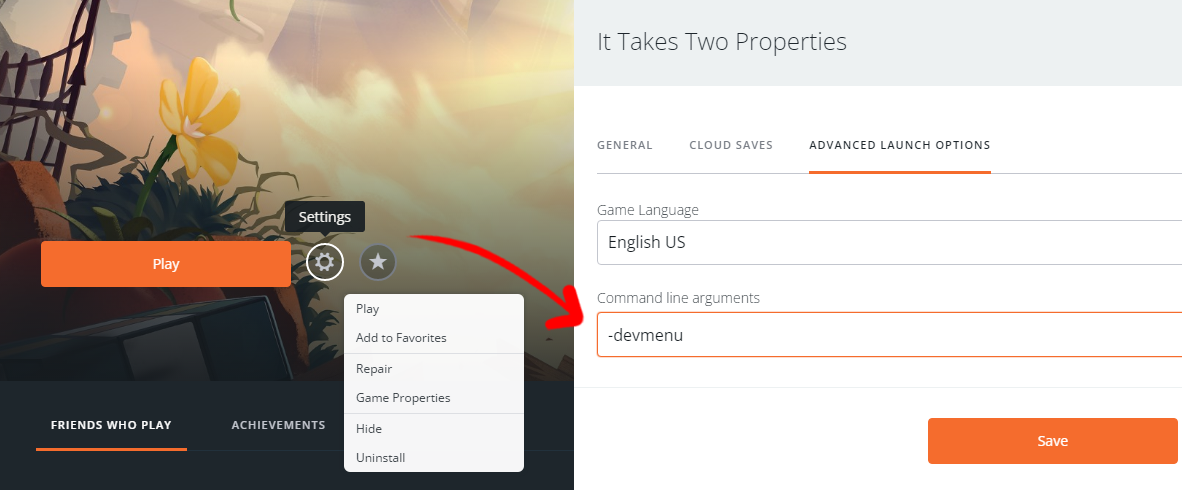 Settings
Play
Play
Add to Favorites
Repair
Game Properties
Hide
Uninstall
FRIENDS WHO PLAY
ACHIEVEMENTS
It Takes Two Properties
GENERAL
CLOUD SAVES
ADVANCED LAUNCH OPTIONS
Game Language
English US
Command line arguments
-devmenu
Save